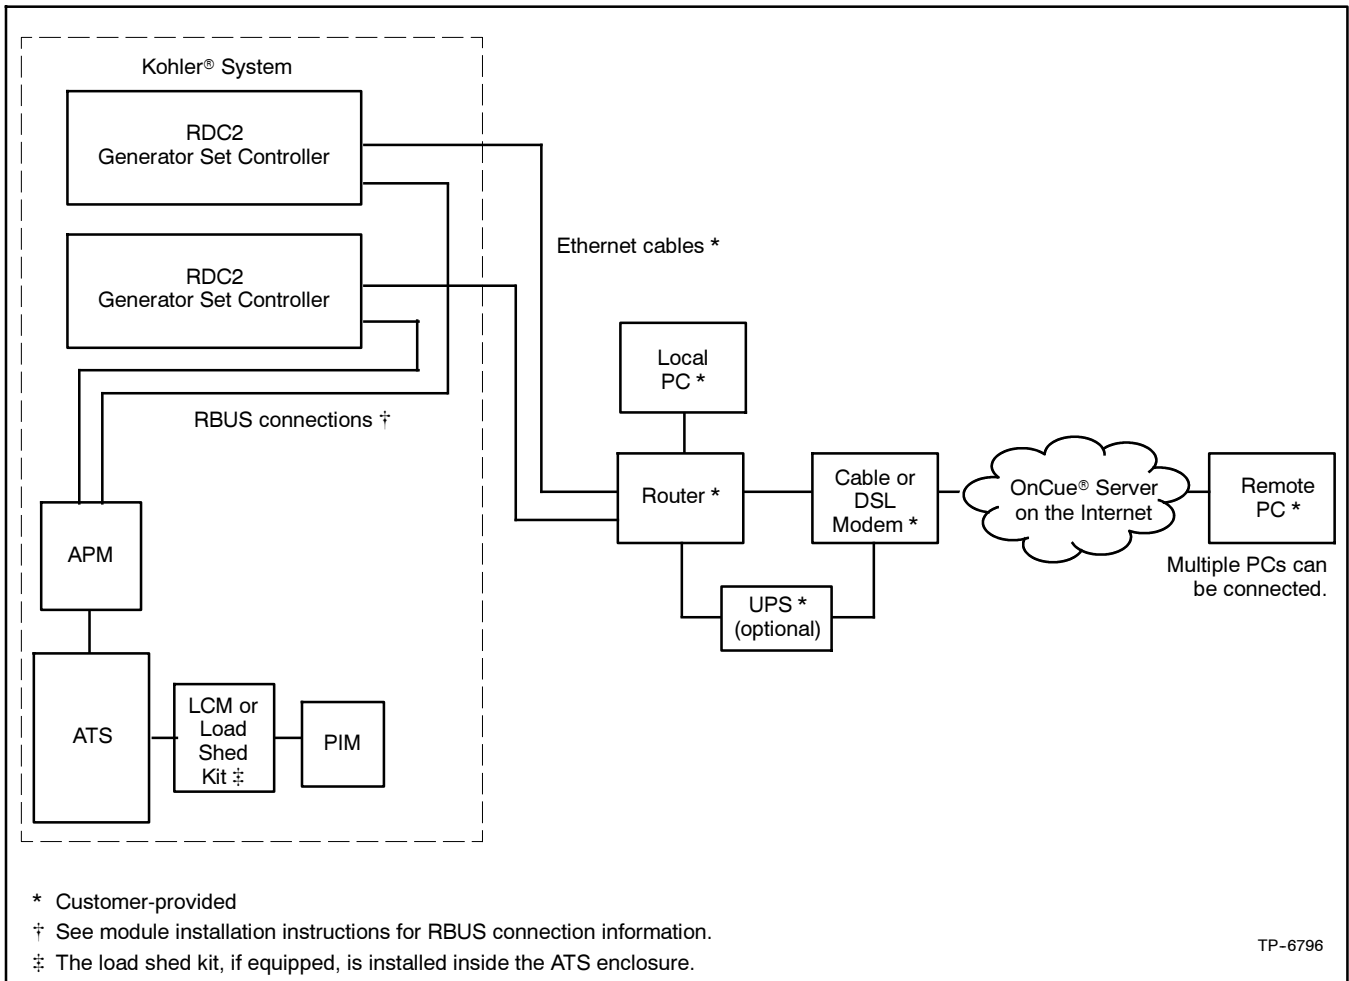 Kohler® System
RDC2
Generator Set Controller
RDC2
Generator Set Controller
Ethernet cables *
RBUS connections †
Local
PC *
Router *
Cable or
DSL
Modem *
OnCue® Server
on the Internet
Remote
PC *
Multiple PCs can
be connected.
UPS *
(optional)
APM
ATS
LCM or
Load
Shed
Kit ‡
PIM
* Customer-provided
† See module installation instructions for RBUS connection information.
‡ The load shed kit, if equipped, is installed inside the ATS enclosure.
TP-6796